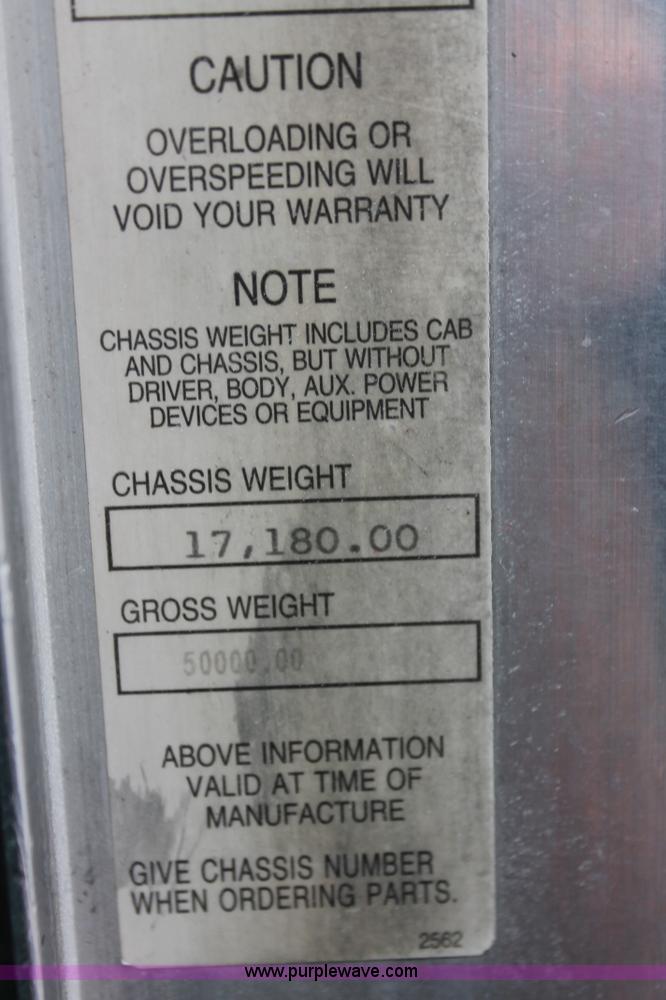 CAUTION
OVERLOADING OR
OVERSPEEDING WILL
VOID YOUR WARRANTY
NOTE
CHASSIS WEIGHT INCLUDES CAB
AND CHASSIS, BUT WITHOUT
DRIVER, BODY, AUX. POWER
DEVICES OR EQUIPMENT
CHASSIS WEIGHT
17,180.00
GROSS WEIGHT
50000.00
ABOVE INFORMATION
VALID AT TIME OF
MANUFACTURE
GIVE CHASSIS NUMBER
WHEN ORDERING PARTS.
2562
www.purplewave.com